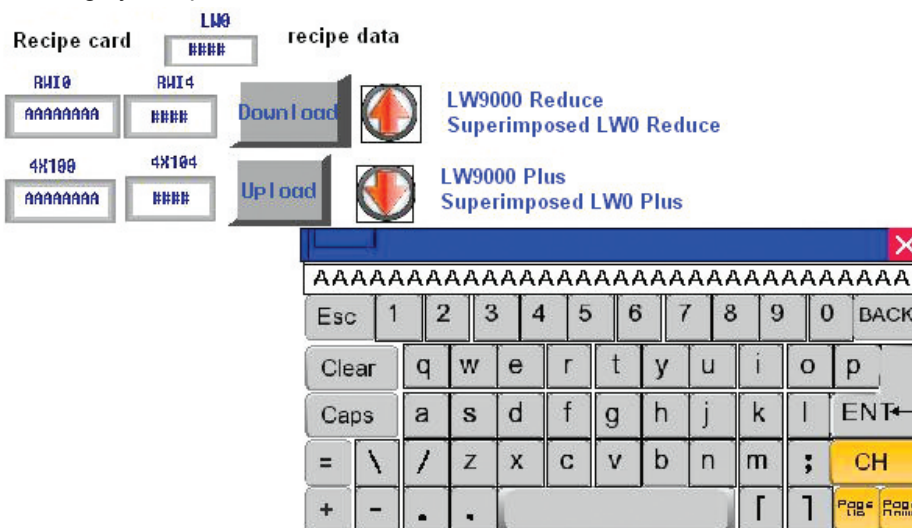 LW0
Recipe card #### recipe data
RWI0 RWI4
AAAAAAAA #### Download LW9000 Reduce
Superimposed LW0 Reduce
4X100 4X104
AAAAAAAA #### Upload LW9000 Plus
Superimposed LW0 Plus
AAAAAAAAAAAAAAAAAAAAAAAAAA
Esc 1 2 3 4 5 6 7 8 9 0 BACK
Clear q w e r t y u i o p
Caps a s d f g h j k l ENT
= \ / z x c v b n m ; CH
+ - . , [ ] Page